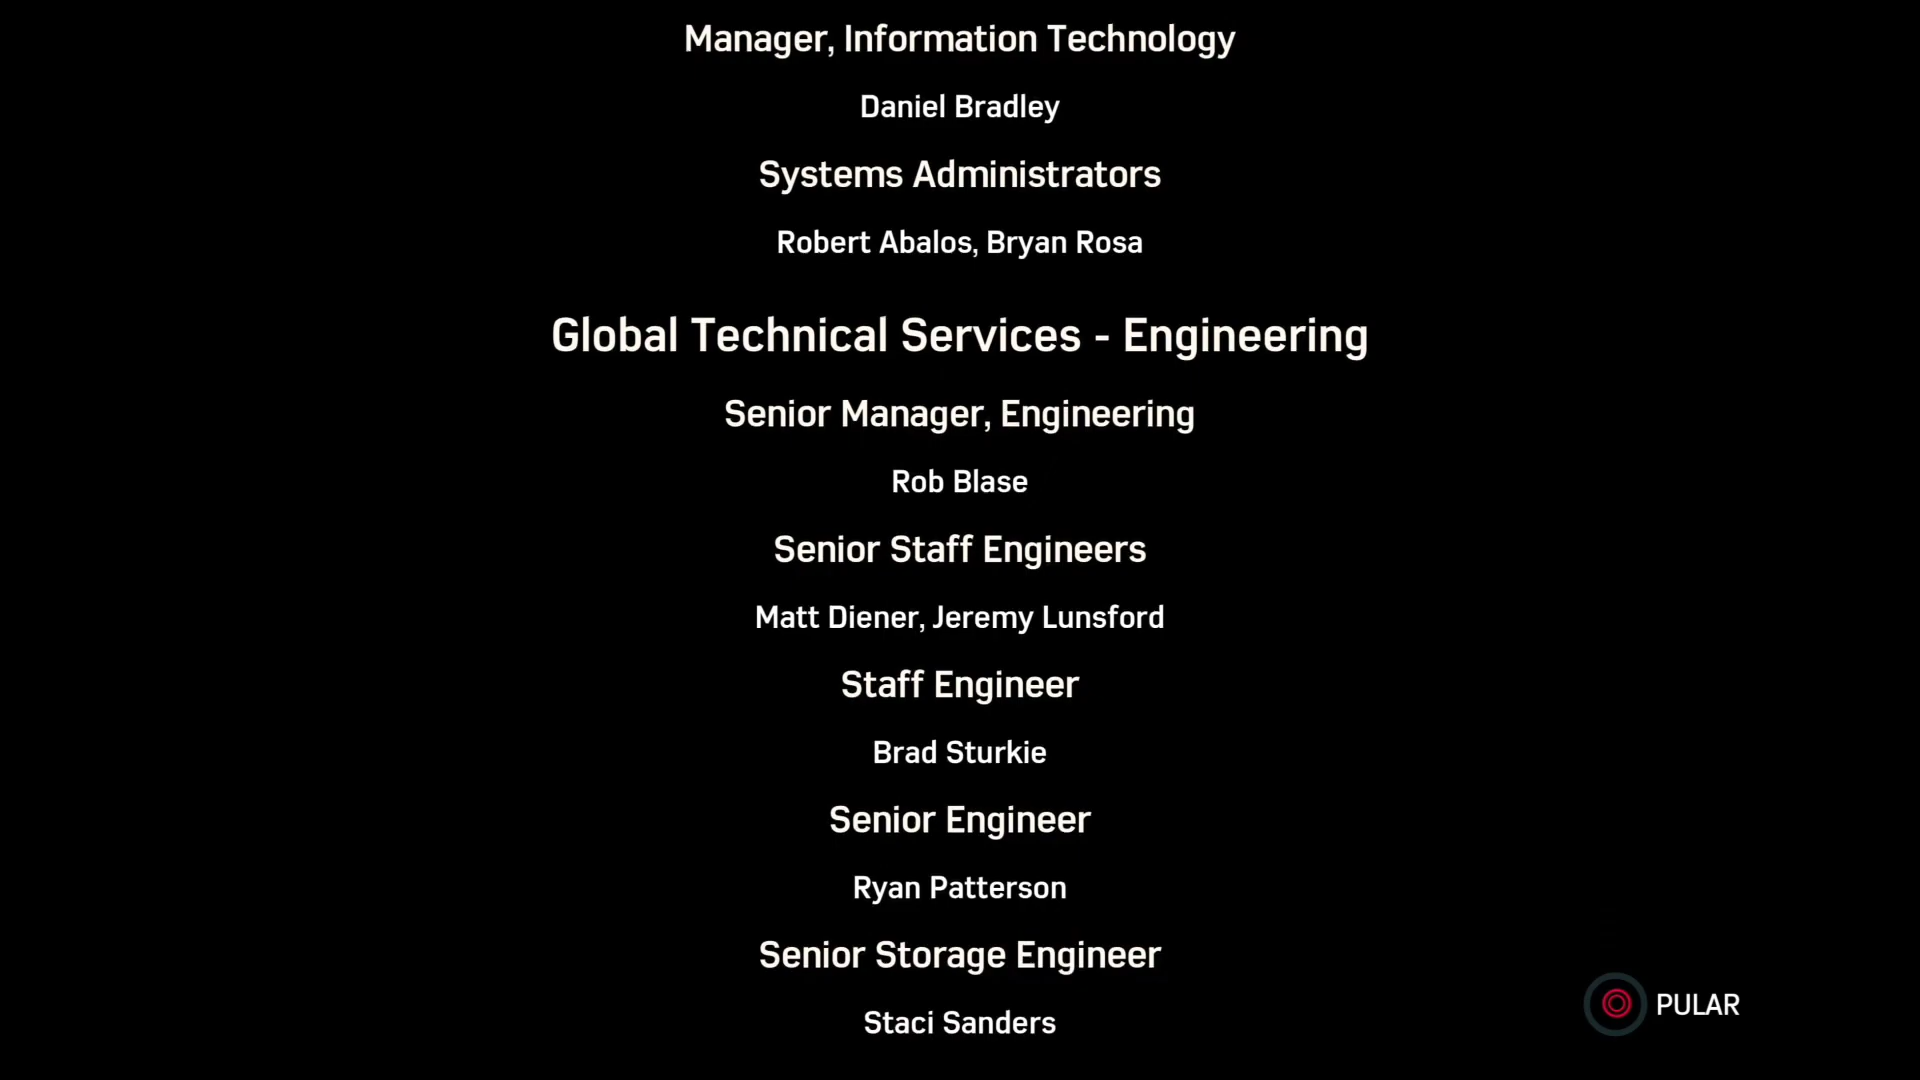 Manager, Information Technology
Daniel Bradley
Systems Administrators
Robert Abalos, Bryan Rosa
Global Technical Services - Engineering
Senior Manager, Engineering
Rob Blase
Senior Staff Engineers
Matt Diener, Jeremy Lunsford
Staff Engineer
Brad Sturkie
Senior Engineer
Ryan Patterson
Senior Storage Engineer
Staci Sanders
PULAR